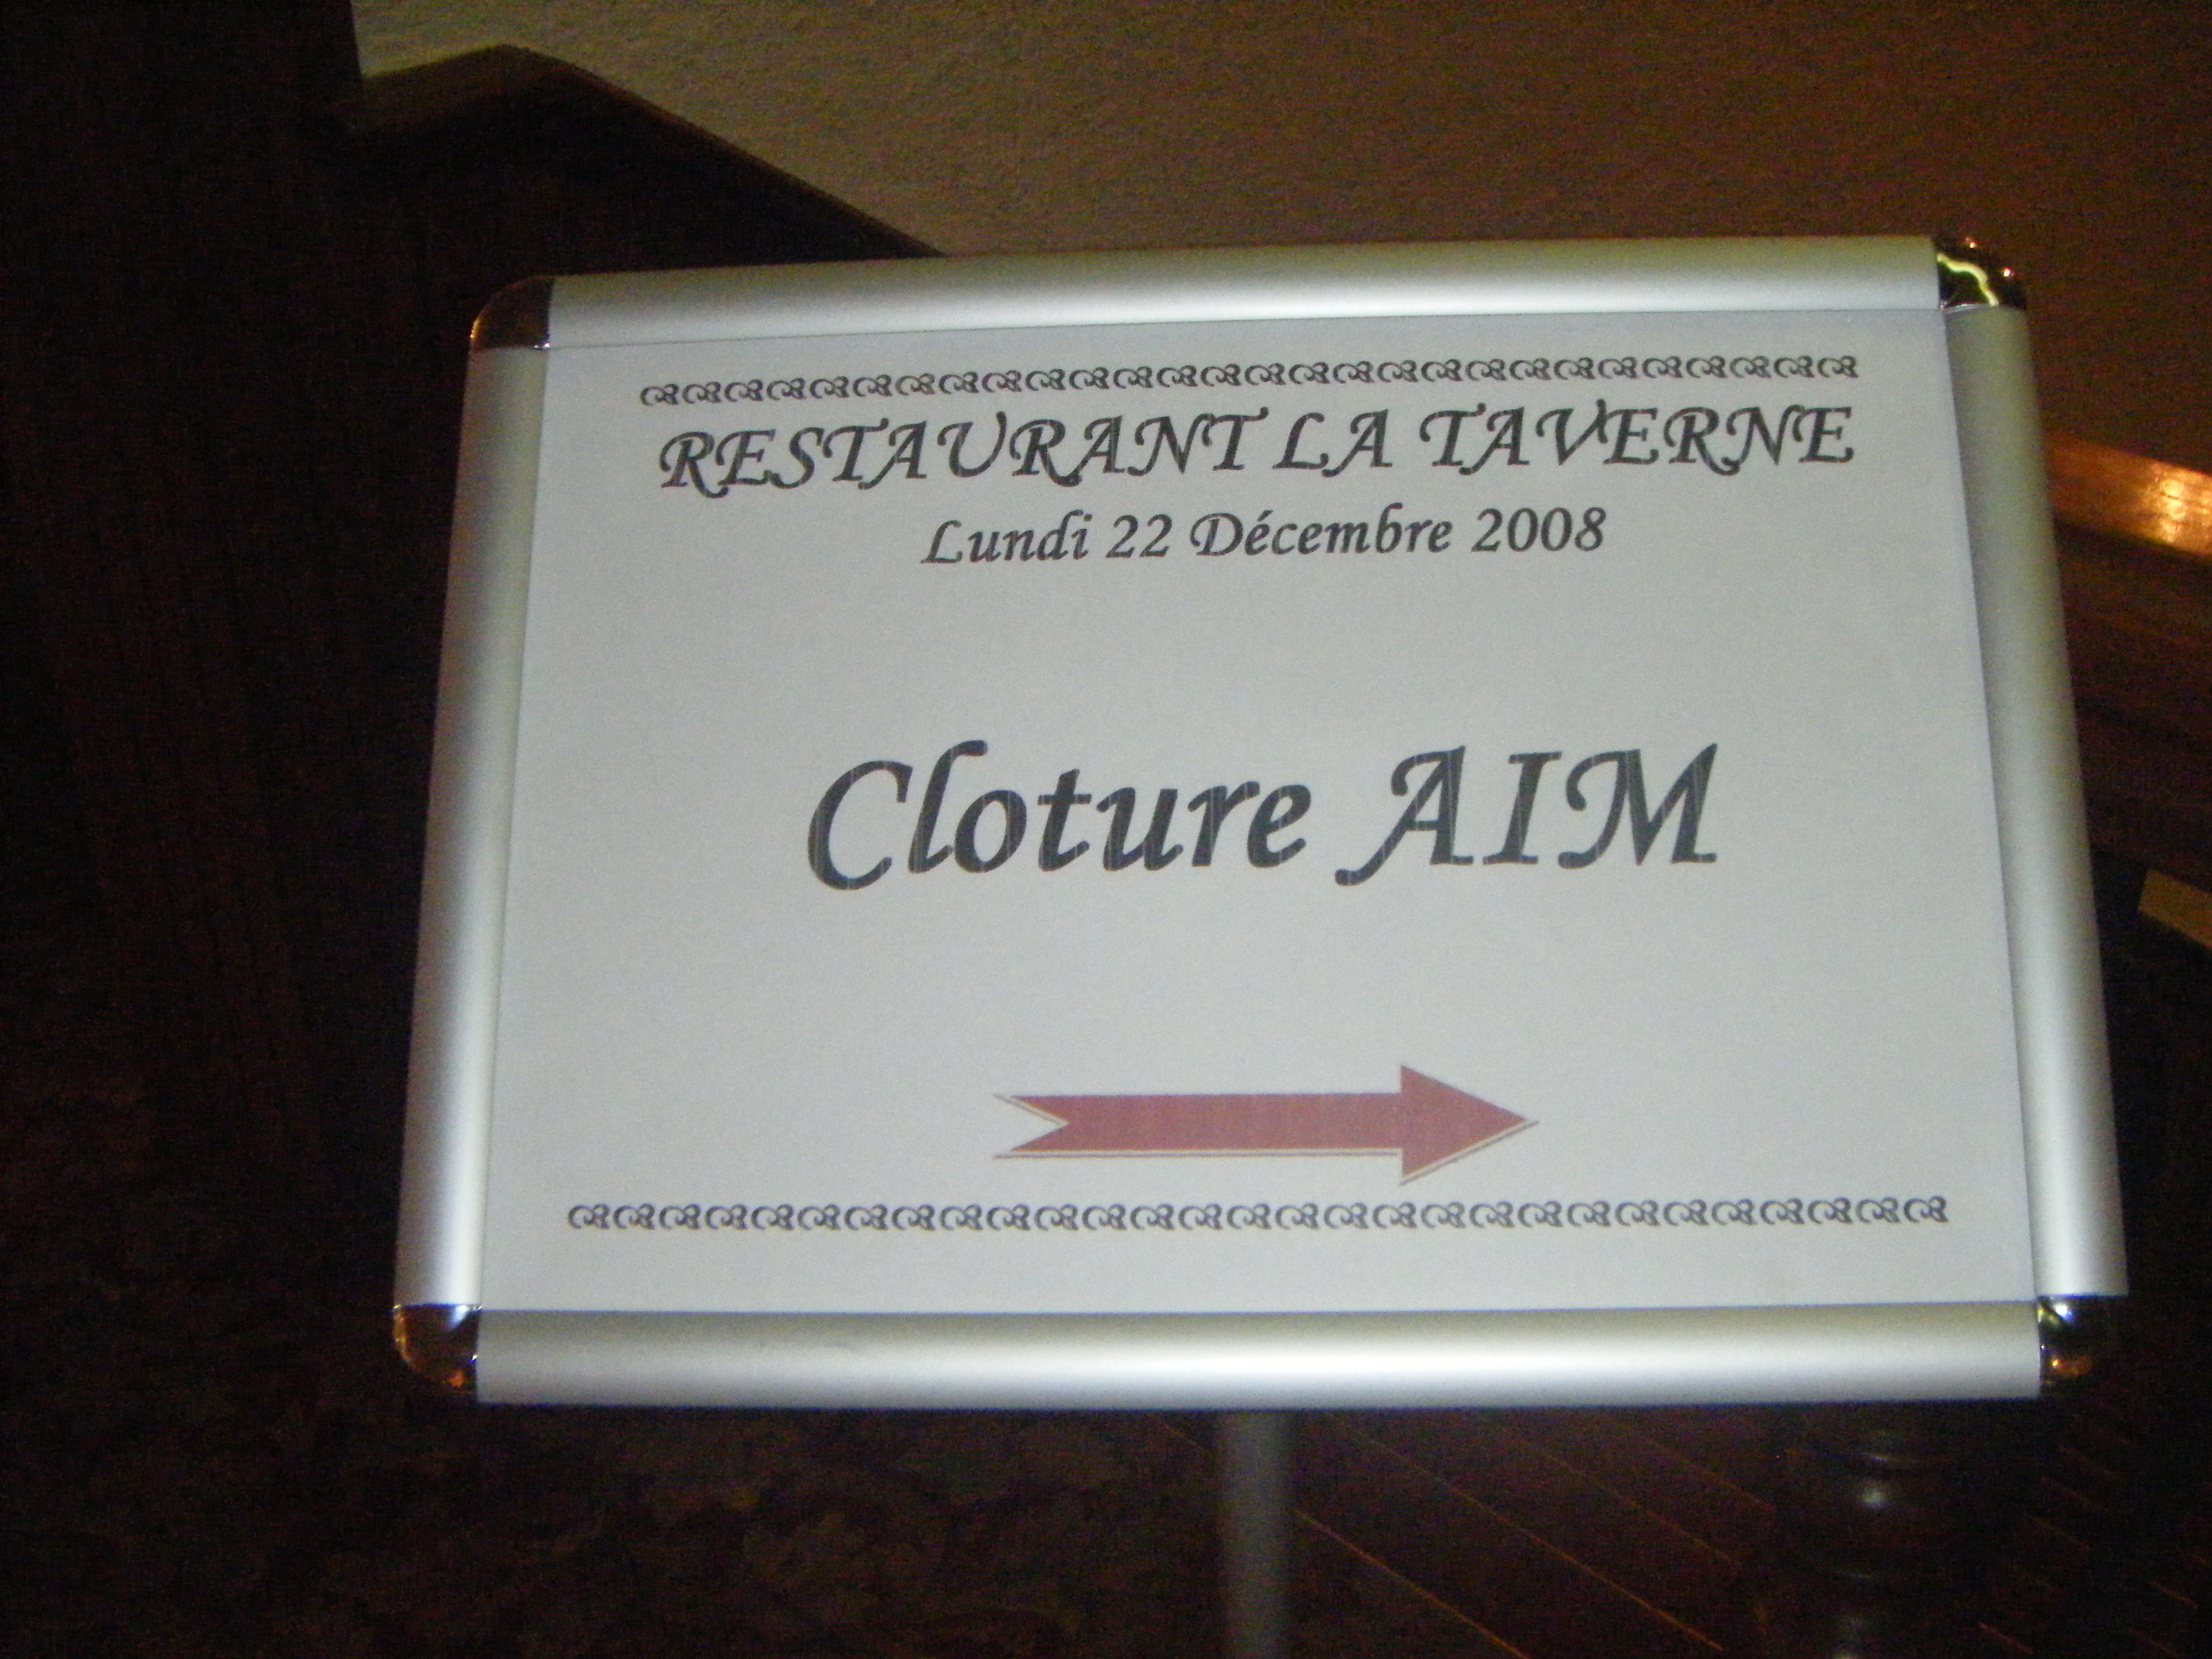 RESTAURANT LA TAVERNE
Lundi 22 Décembre 2008
Cloture AIM